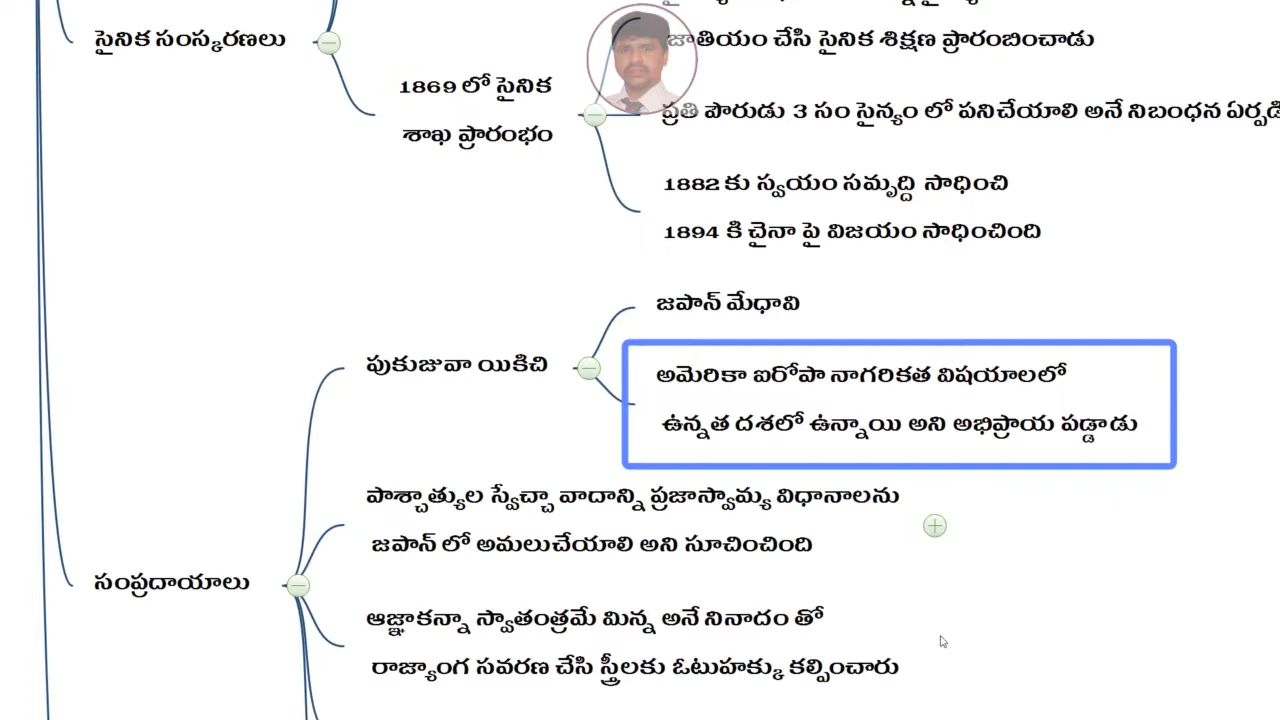 సైనిక సంస్కరణలు
1869 లో సైనిక
శాఖ ప్రారంభం
జాతియం చేసి సైనిక శిక్షణ ప్రారంబించాడు
ప్రతి పౌరుడు 3 సం సైన్యం లో పనిచేయాలి అనే నిబంధన
1882 కు స్వయం సమృద్ది సాధించి
1894 కి చైనా పై విజయం సాధించింది
పుకుజువా యికిచి
జపాన్ మేధావి
అమెరికా ఐరోపా నాగరికత విషయాలలో
ఉన్నత దశలో ఉన్నాయి అని అభిప్రాయ పడ్డాడు
సంప్రదాయాలు
పాశ్చాత్యుల స్వేచ్చా వాదాన్ని ప్రజాస్వామ్య విధానాలను
జపాన్ లో అమలుచేయాలి అని సూచించింది
ఆజ్ఞాకన్నా స్వాతంత్రమే మిన్న అనే నినాదం తో
రాజ్యాంగ సవరణ చేసి స్త్రీలకు ఓటుహక్కు కల్పించారు